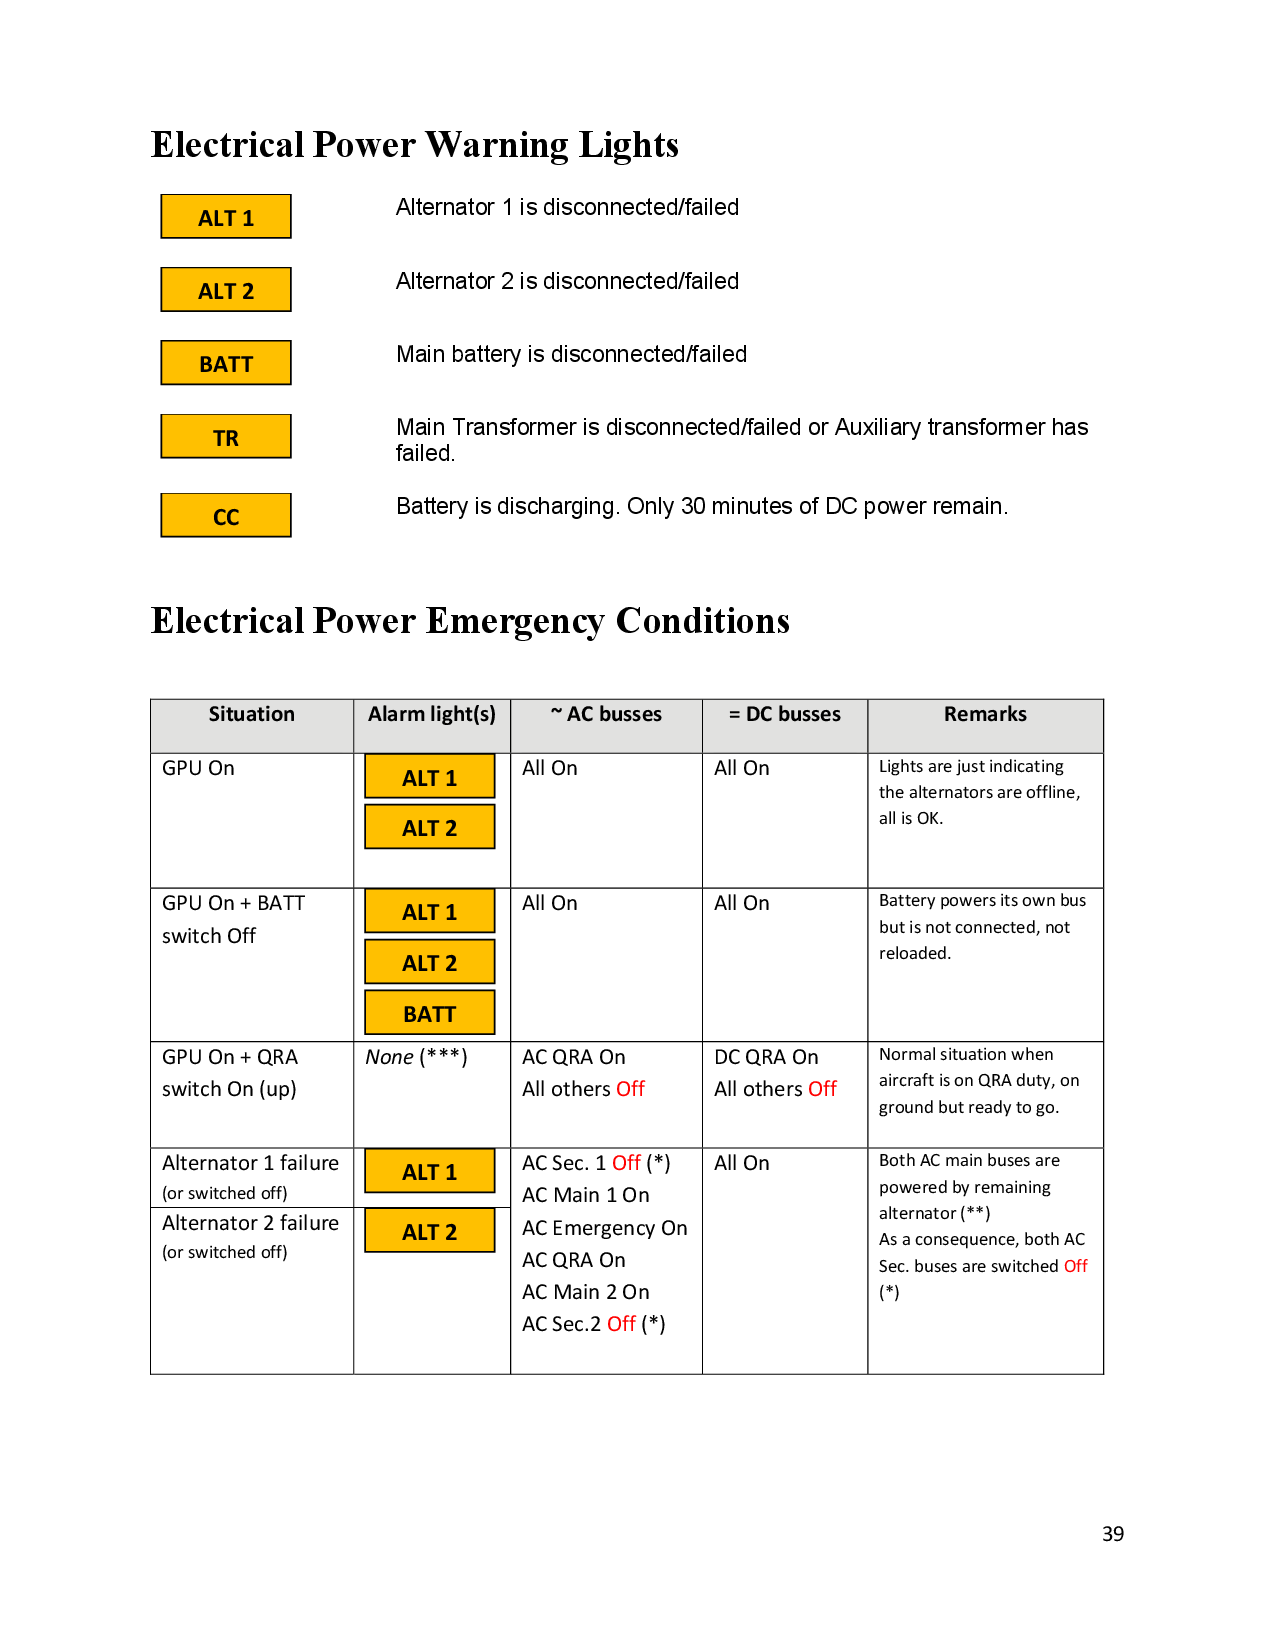 Electrical Power Warning Lights
ALT 1
Alternator 1 is disconnected/failed
ALT 2
Alternator 2 is disconnected/failed
BATT
Main battery is disconnected/failed
TR
Main Transformer is disconnected/failed or Auxiliary transformer has
failed.
CC
Battery is discharging. Only 30 minutes of DC power remain.
Electrical Power Emergency Conditions
Situation
Alarm light(s)
~ AC busses
= DC busses
Remarks
GPU On
ALT 1
ALT 2
All On
All On
Lights are just indicating
the alternators are offline,
all is OK.
GPU On + BATT
switch Off
ALT 1
ALT 2
BATT
All On
All On
Battery powers its own bus
but is not connected, not
reloaded.
GPU On + QRA
switch On (up)
None (***)
AC QRA On
All others Off
DC QRA On
All others Off
Normal situation when
aircraft is on QRA duty, on
ground but ready to go.
Alternator 1 failure
(or switched off)
ALT 1
Alternator 2 failure
(or switched off)
ALT 2
AC Sec. 1 Off (*)
AC Main 1 On
AC Emergency On
AC QRA On
AC Main 2 On
AC Sec.2 Off (*)
All On
Both AC main buses are
powered by remaining
alternator (**)
As a consequence, both AC
Sec. buses are switched Off
(*)
39